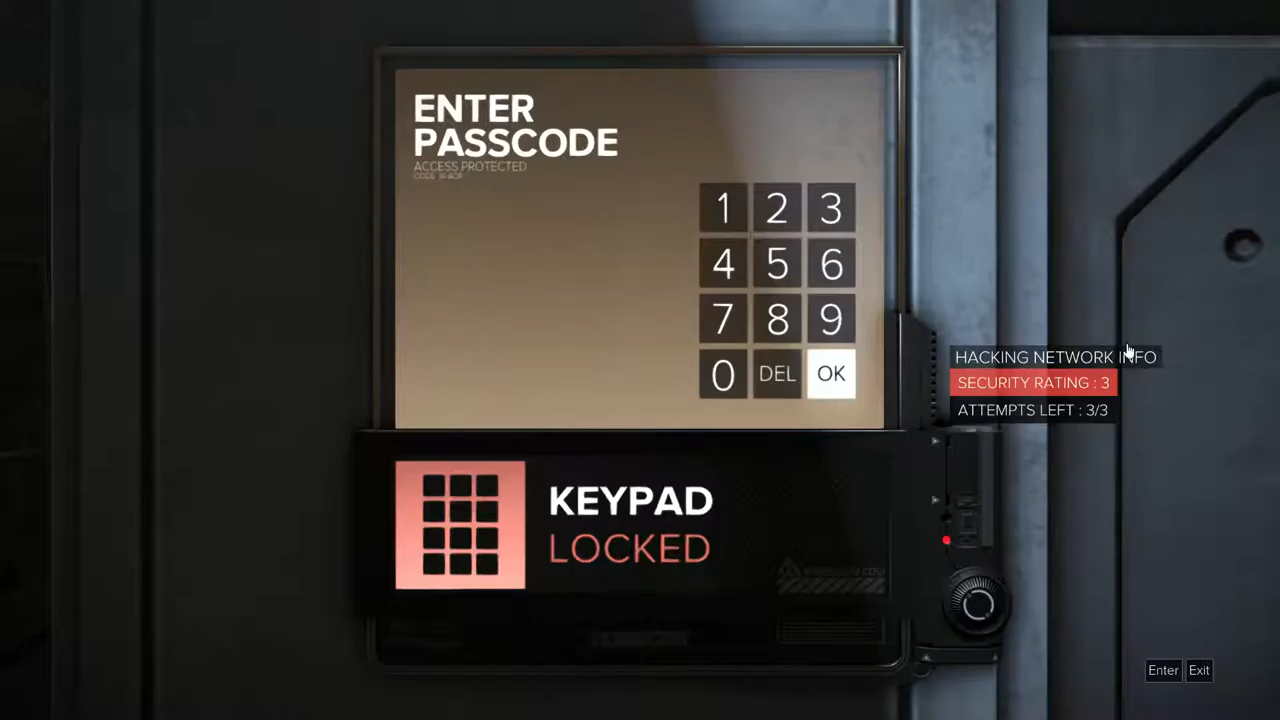 ENTER
PASSCODE
ACCESS PROTECTED
1 2 3
4 5 6
7 8 9
0 DEL OK
HACKING NETWORK INFO
SECURITY RATING : 3
ATTEMPTS LEFT : 3/3
KEYPAD
LOCKED
Enter Exit